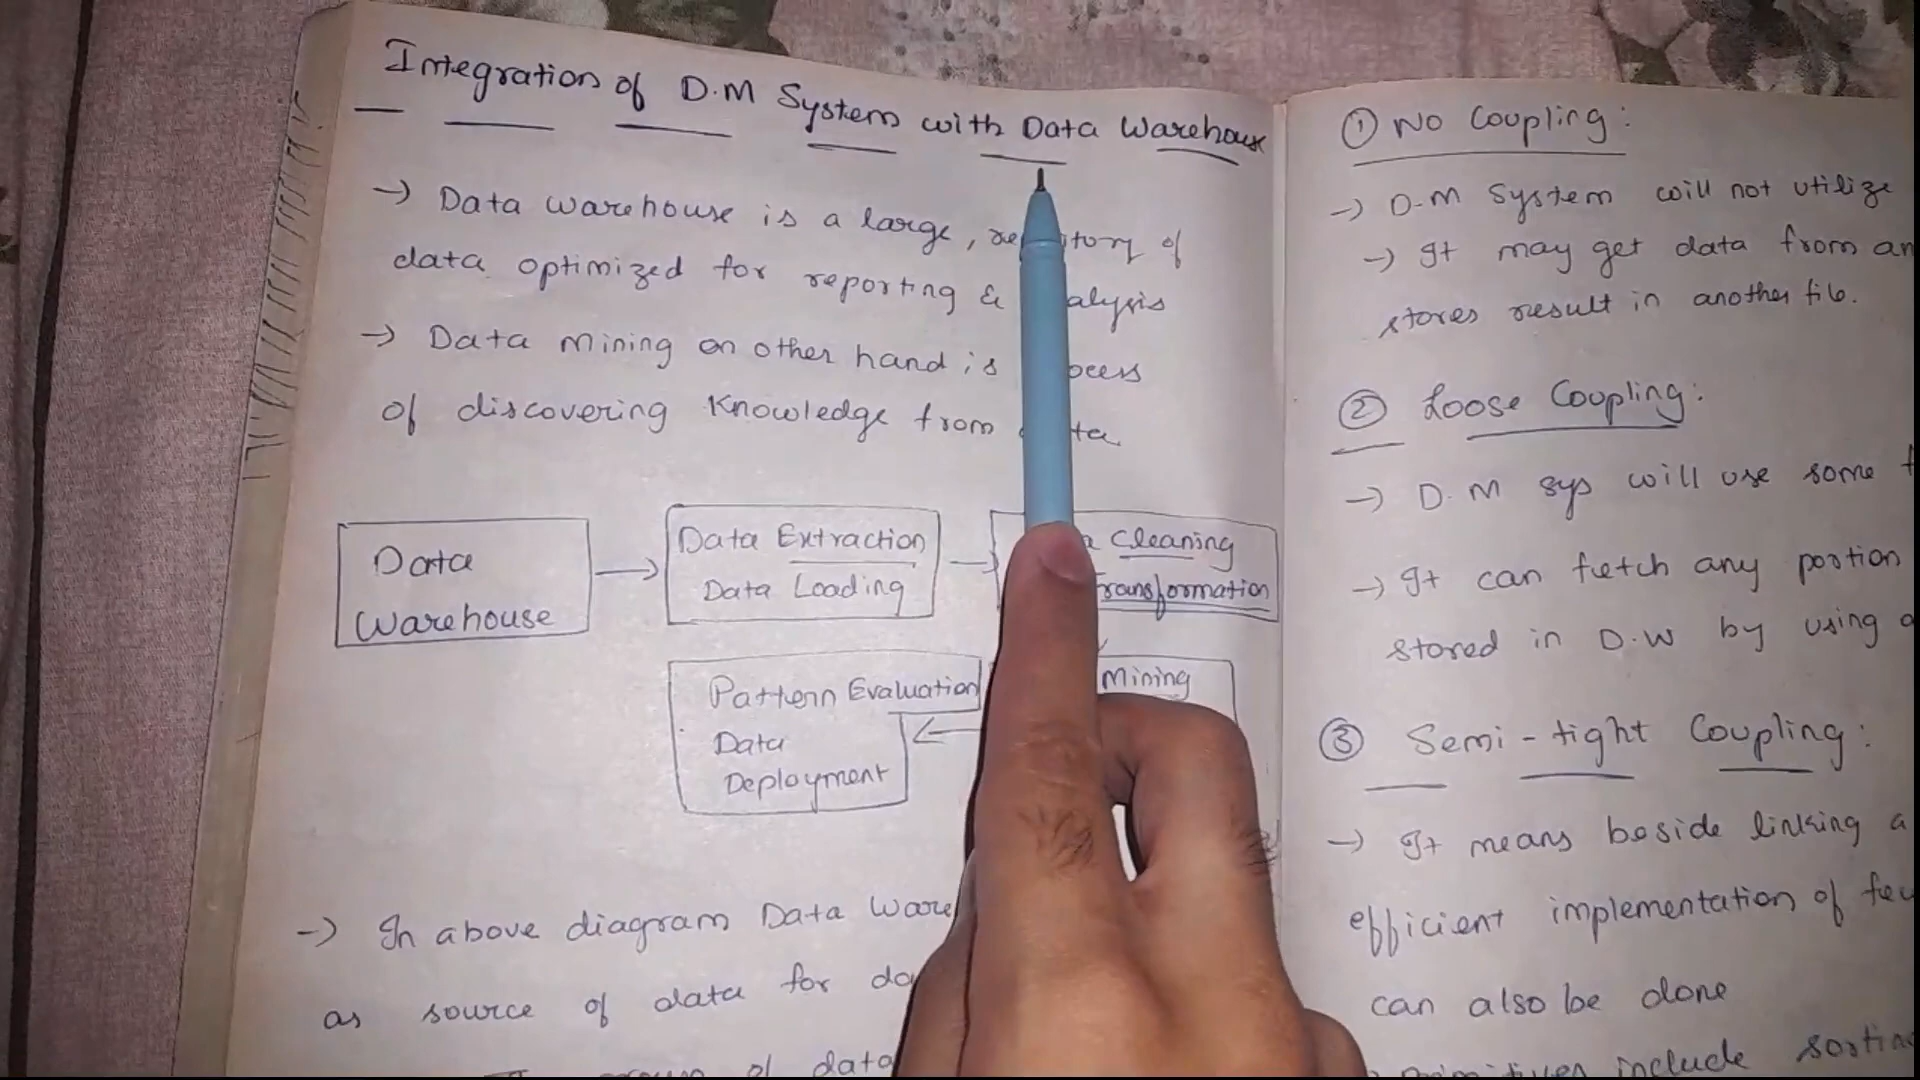 Integration of D.M System with Data Warehouse
-> Data warehouse is a large, of
data optimized for reporting &
-> Data mining on other hand is
of discovering knowledge from
Data
Warehouse
Data Extraction
Data Loading
Cleaning
Transformation
Mining
Pattern Evaluation
Data
Deployment
-> In above diagram Data
as source of data for
of data
① No Coupling:
-> D.M System will not utilize
-> It may get data from
stores result in another file.
② Loose Coupling:
-> D.M sys will use some
-> It can fetch any portion
stored in D.W by using
③ Semi-tight Coupling:
-> It means beside linking a
efficient implementation of
can also be done
include